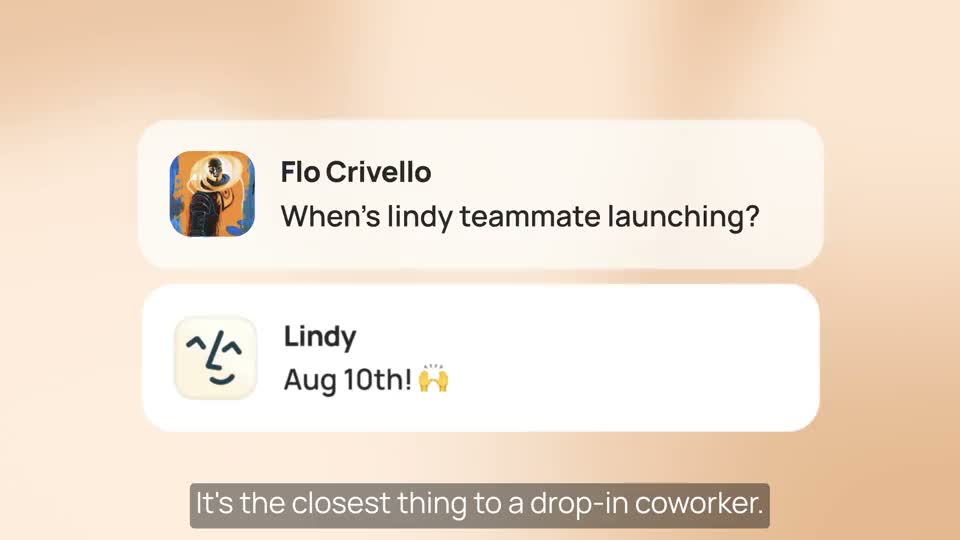 Flo Crivello
When's lindy teammate launching?
Lindy
Aug 10th! 🙌
It's the closest thing to a drop-in coworker.